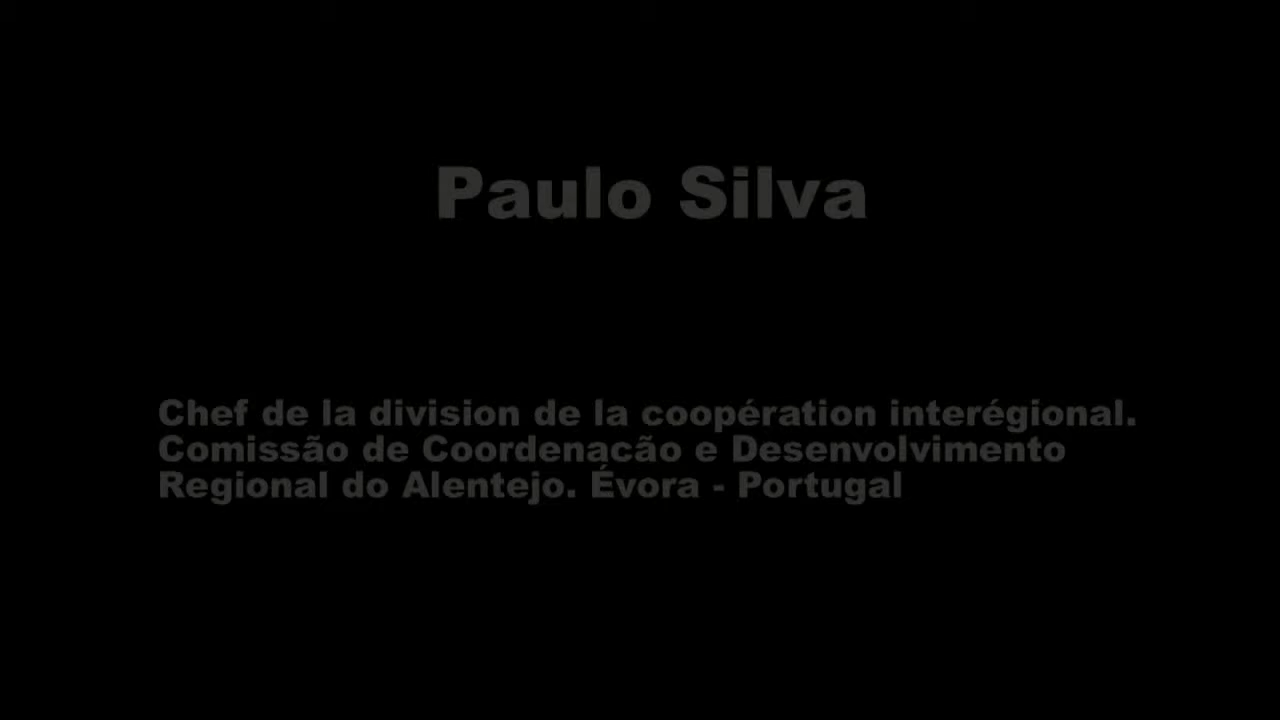 Paulo Silva
Chef de la division de la coopération interégional.
Comissão de Coordenacão e Desenvolvimento
Regional do Alentejo. Évora - Portugal